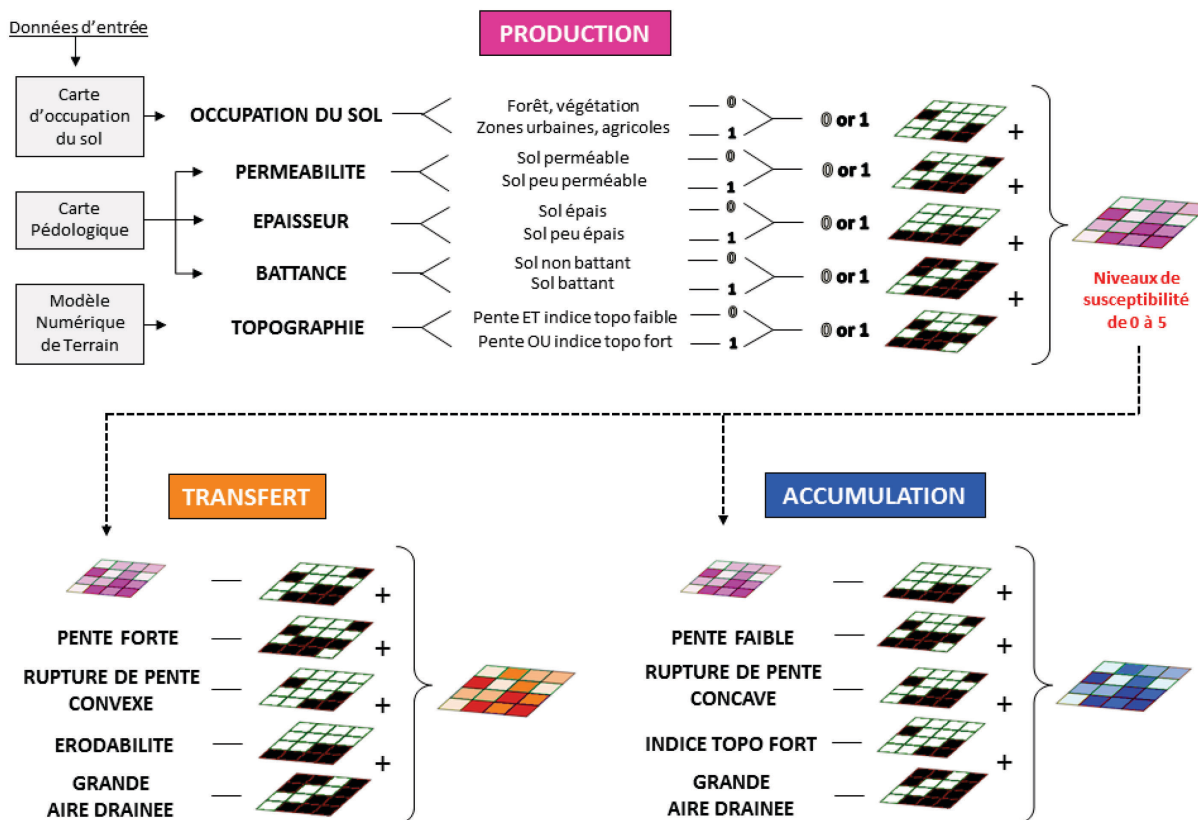 Données d'entrée
PRODUCTION
Carte
d'occupation
du sol
OCCUPATION DU SOL
Forêt, végétation
0
Zones urbaines, agricoles
1
0 or 1
+
PERMEABILITE
Sol perméable
0
Sol peu perméable
1
0 or 1
+
Carte
Pédologique
EPAISSEUR
Sol épais
0
Sol peu épais
1
0 or 1
+
BATTANCE
Sol non battant
0
Sol battant
1
0 or 1
+
Modèle
Numérique
de Terrain
TOPOGRAPHIE
Pente ET indice topo faible
0
Pente OU indice topo fort
1
0 or 1
Niveaux de
susceptibilité
de 0 à 5
TRANSFERT
+
PENTE FORTE
+
RUPTURE DE PENTE
CONVEXE
+
ERODABILITE
+
GRANDE
AIRE DRAINEE
ACCUMULATION
+
PENTE FAIBLE
+
RUPTURE DE PENTE
CONCAVE
+
INDICE TOPO FORT
+
GRANDE
AIRE DRAINEE